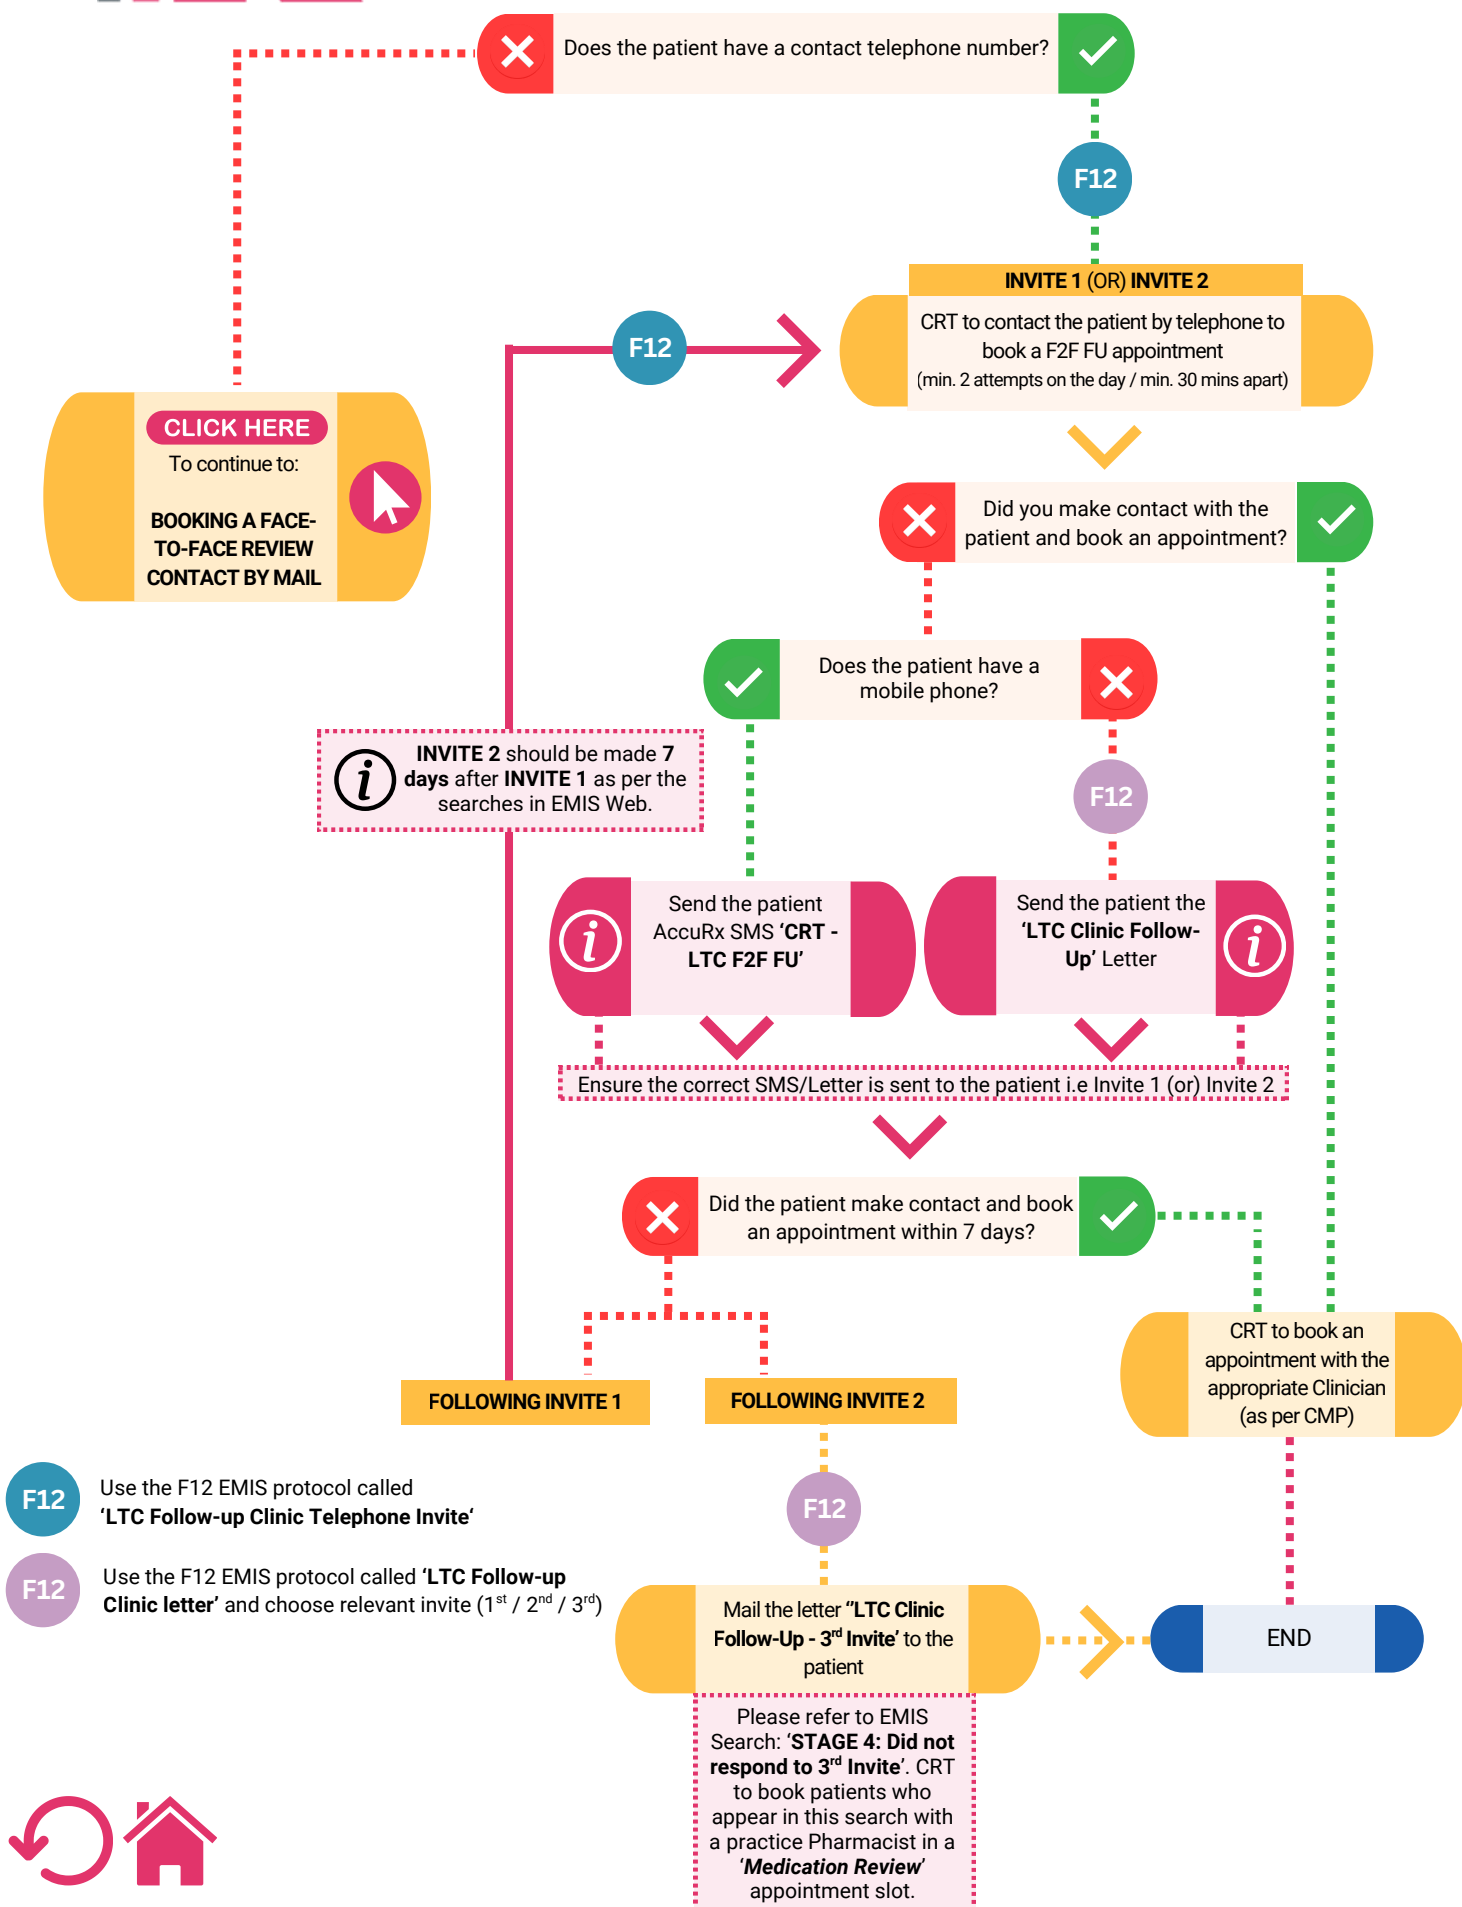 Does the patient have a contact telephone number?
F12
INVITE 1 (OR) INVITE 2
CRT to contact the patient by telephone to
book a F2F FU appointment
(min. 2 attempts on the day / min. 30 mins apart)
F12
CLICK HERE
To continue to:
BOOKING A FACE-
TO-FACE REVIEW
CONTACT BY MAIL
Did you make contact with the
patient and book an appointment?
Does the patient have a
mobile phone?
i
INVITE 2 should be made 7
days after INVITE 1 as per the
searches in EMIS Web.
F12
i
Send the patient
AccuRx SMS ‘CRT -
LTC F2F FU’
Send the patient the
‘LTC Clinic Follow-
Up’ Letter
i
Ensure the correct SMS/Letter is sent to the patient i.e Invite 1 (or) Invite 2
Did the patient make contact and book
an appointment within 7 days?
CRT to book an
appointment with the
appropriate Clinician
(as per CMP)
FOLLOWING INVITE 1
FOLLOWING INVITE 2
F12
Use the F12 EMIS protocol called
‘LTC Follow-up Clinic Telephone Invite‘
F12
F12
Use the F12 EMIS protocol called ‘LTC Follow-up
Clinic letter’ and choose relevant invite (1st / 2nd / 3rd)
Mail the letter ‘’LTC Clinic
Follow-Up - 3rd Invite’ to the
patient
END
Please refer to EMIS
Search: ‘STAGE 4: Did not
respond to 3rd Invite’. CRT
to book patients who
appear in this search with
a practice Pharmacist in a
‘Medication Review’
appointment slot.